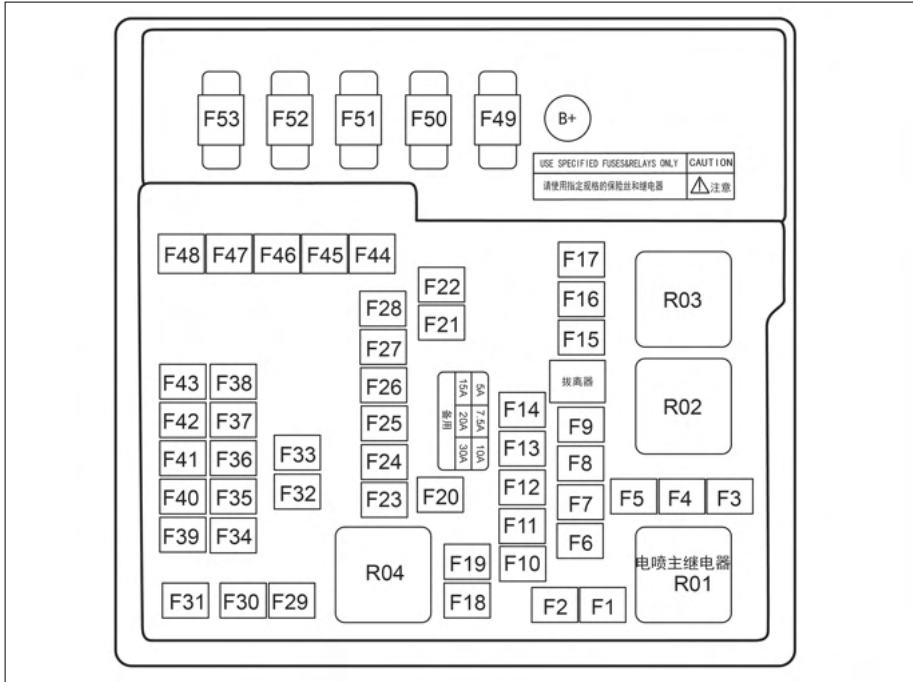 F53 F52 F51 F50 F49 B+
USE SPECIFIED FUSES&RELAYS ONLY CAUTION
请使用指定规格的保险丝和继电器 注意
F48 F47 F46 F45 F44
F22
F21
F28
F27
F26
F25
F24
F23
F17
F16
F15
拔离器
R03
R02
F43 F38
F42 F37
F41 F36
F40 F35
F39 F34
F33
F32
5A 7.5A 10A
15A 20A 30A
备用
F14
F13
F12
F11
F10
F9
F8
F7
F6
F20
F5 F4 F3
电喷主继电器
R01
R04
F19
F18
F31 F30 F29
F2 F1